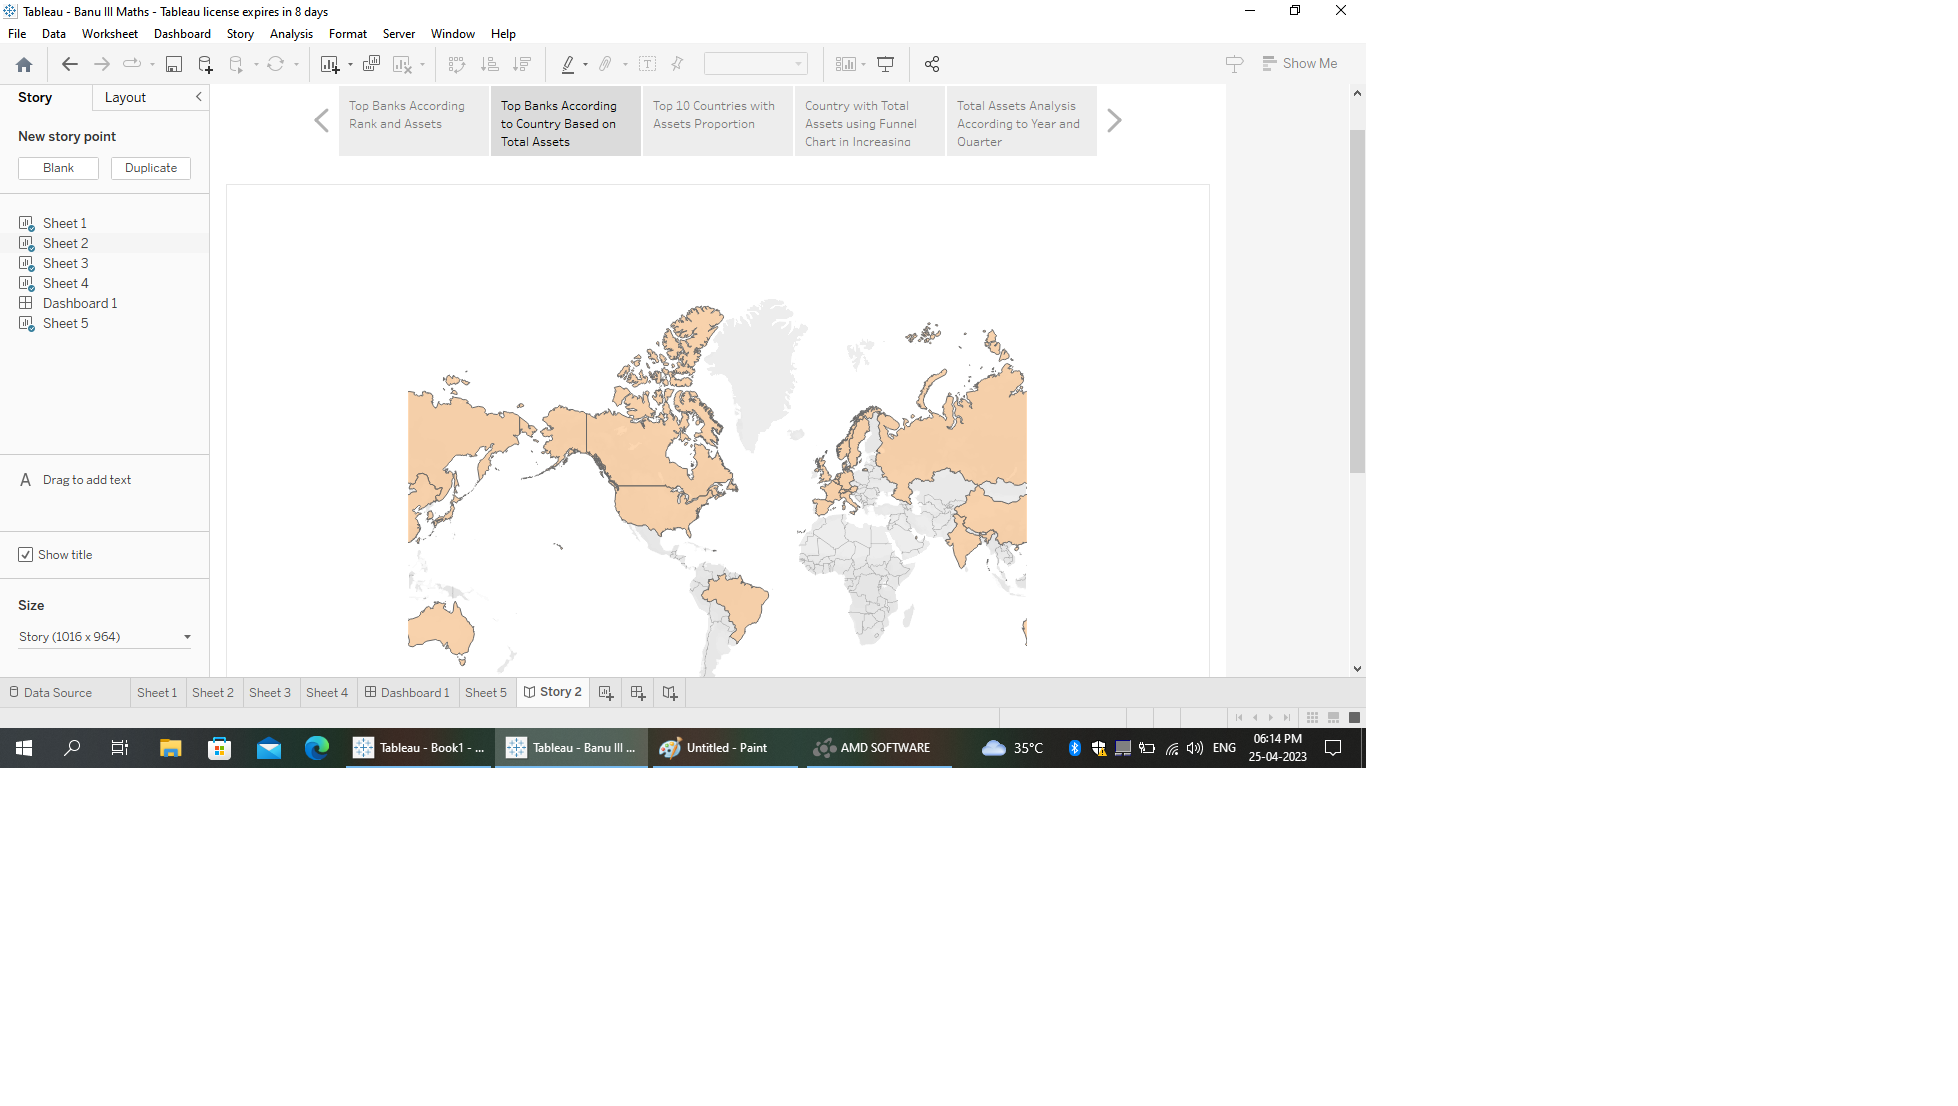 Tableau - Banu III Maths - Tableau license expires in 8 days
File Data Worksheet Dashboard Story Analysis Format Server Window Help
Show Me
Story Layout
New story point
Blank Duplicate
Sheet 1
Sheet 2
Sheet 3
Sheet 4
Dashboard 1
Sheet 5
A Drag to add text
Show title
Size
Story (1016 x 964)
Top Banks According
Rank and Assets
Top Banks According
to Country Based on
Total Assets
Top 10 Countries with
Assets Proportion
Country with Total
Assets using Funnel
Chart in Increasing
Total Assets Analysis
According to Year and
Quarter
Data Source Sheet 1 Sheet 2 Sheet 3 Sheet 4 Dashboard 1 Sheet 5 Story 2
Tableau - Book1 - ... Tableau - Banu III ... Untitled - Paint AMD SOFTWARE 35°C ENG 06:14 PM
25-04-2023